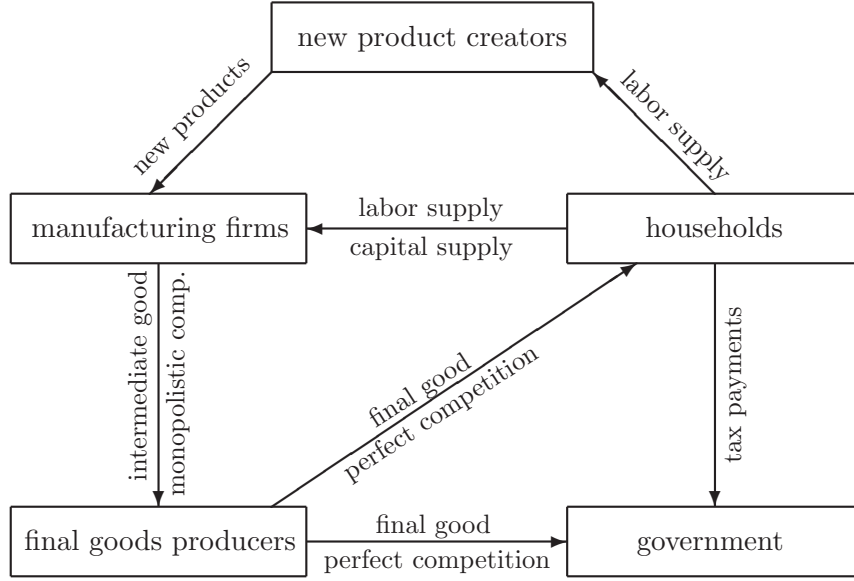 new product creators
new products
labor supply
manufacturing firms
labor supply
capital supply
households
intermediate good
monopolistic comp.
final good
perfect competition
tax payments
final goods producers
final good
perfect competition
government